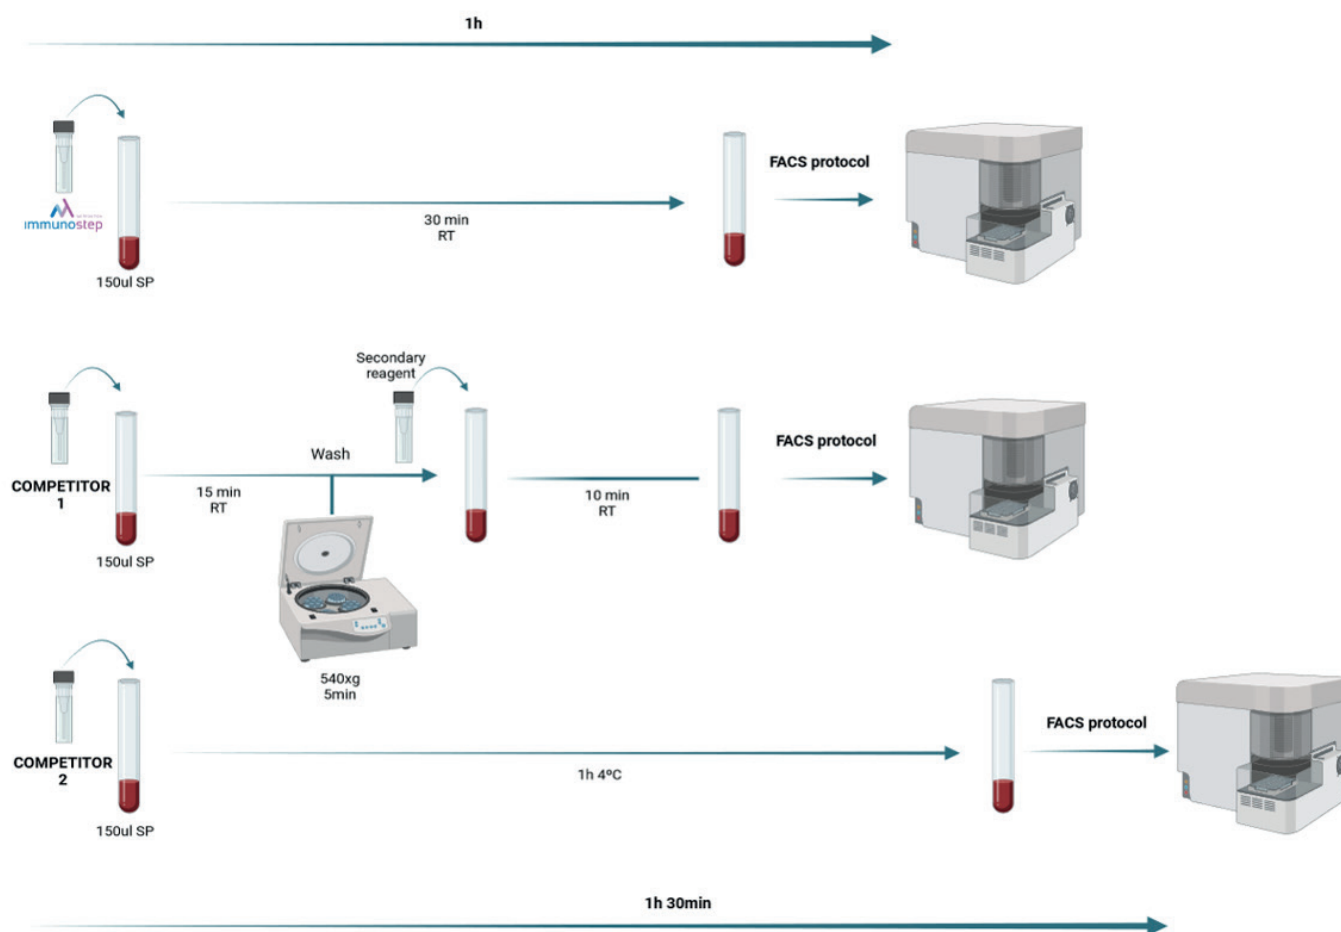 1h
FACS protocol
immunostep
30 min
RT
150ul SP
Secondary
reagent
Wash
FACS protocol
COMPETITOR
1
15 min
RT
10 min
RT
150ul SP
540xg
5min
FACS protocol
COMPETITOR
2
1h 4ºC
150ul SP
1h 30min